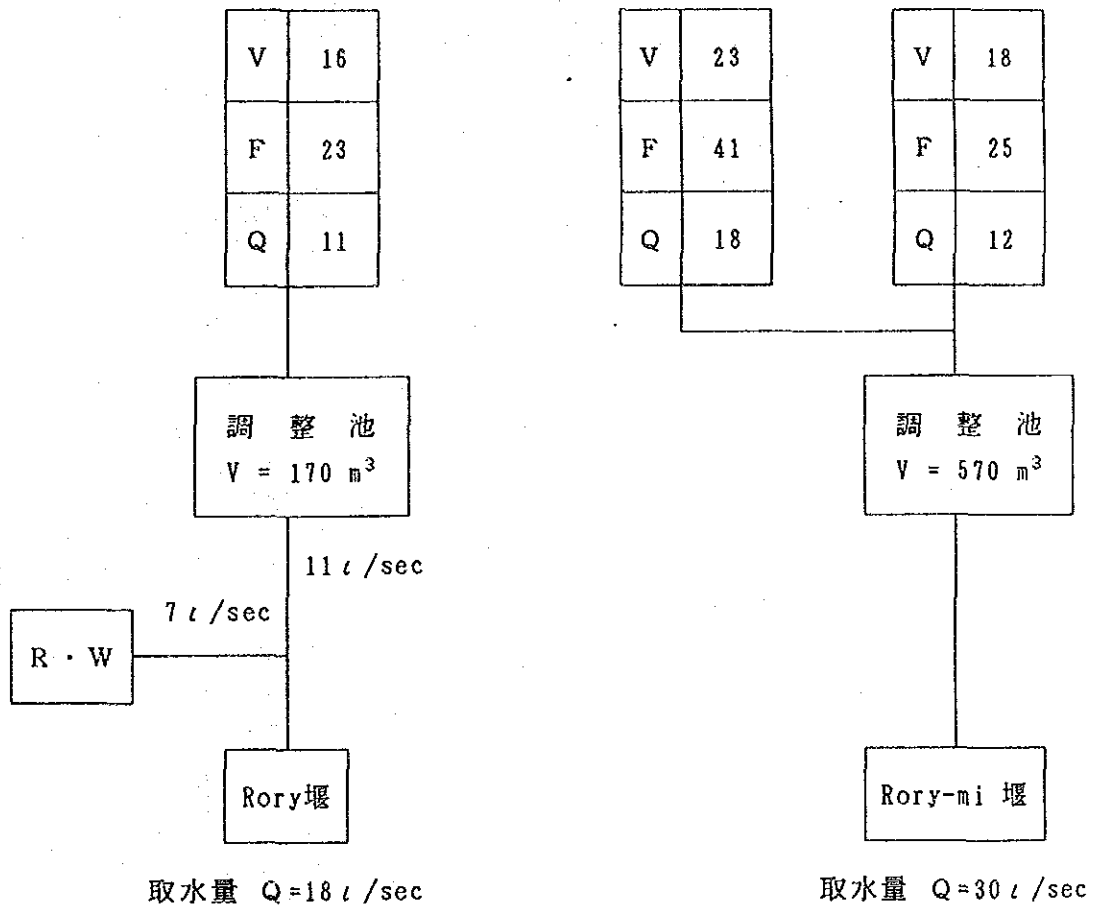 V 16
F 23
Q 11
V 23
F 41
Q 18
V 18
F 25
Q 12
調 整 池
V = 170 m³
調 整 池
V = 570 m³
11 ℓ/sec
7 ℓ/sec
R・W
Rory堰
Rory-mi 堰
取水量 Q=18 ℓ/sec
取水量 Q=30 ℓ/sec